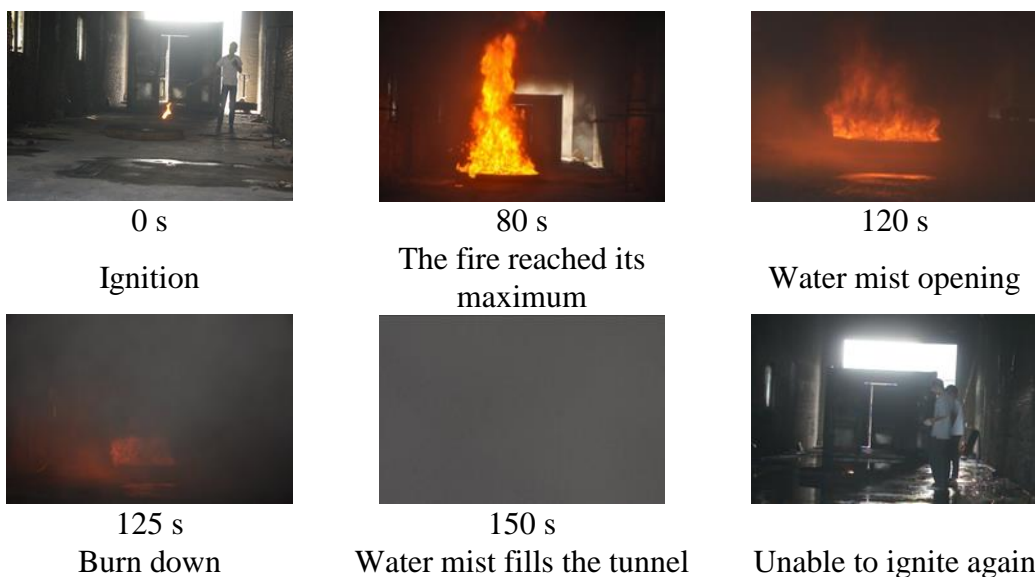 0 s
80 s
120 s
Ignition
The fire reached its
maximum
Water mist opening
125 s
150 s
Burn down
Water mist fills the tunnel
Unable to ignite again